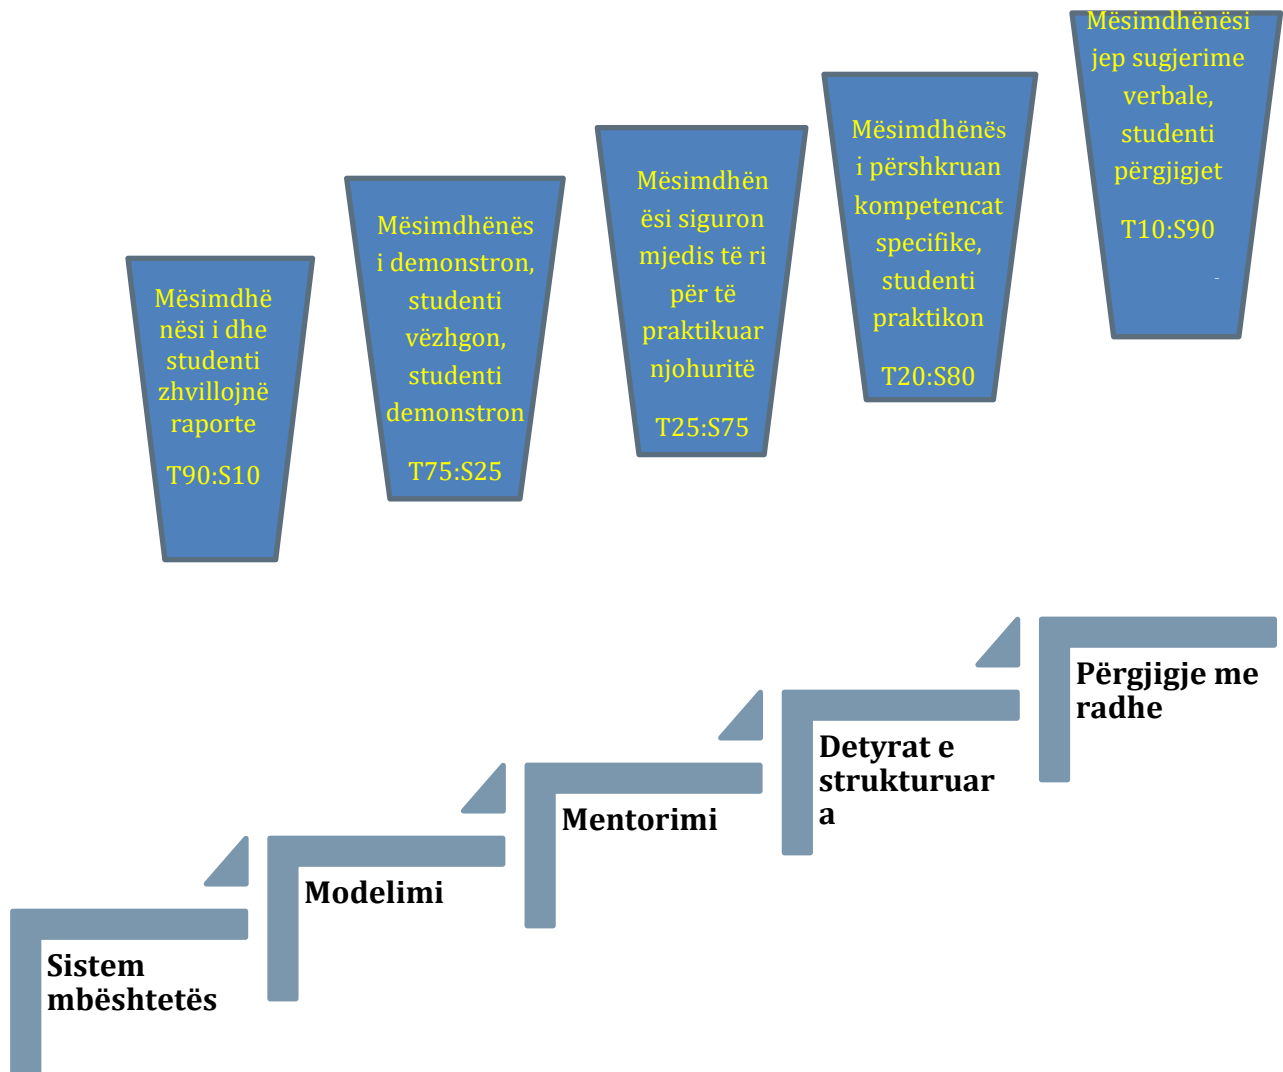 Mësimdhë
nësi i dhe
studenti
zhvillojnë
raporte
T90:S10
Mësimdhënës
i demonstron,
studenti
vëzhgon,
studenti
demonstron
T75:S25
Mësimdhën
ësi siguron
mjedis të ri
për të
praktikuar
njohuritë
T25:S75
Mësimdhënës
i përshkruan
kompetencat
specifike,
studenti
praktikon
T20:S80
Mësimdhënësi
jep sugjerime
verbale,
studenti
përgjigjet
T10:S90
Sistem
mbështetës
Modelimi
Mentorimi
Detyrat e
strukturuar
a
Përgjigje me
radhe